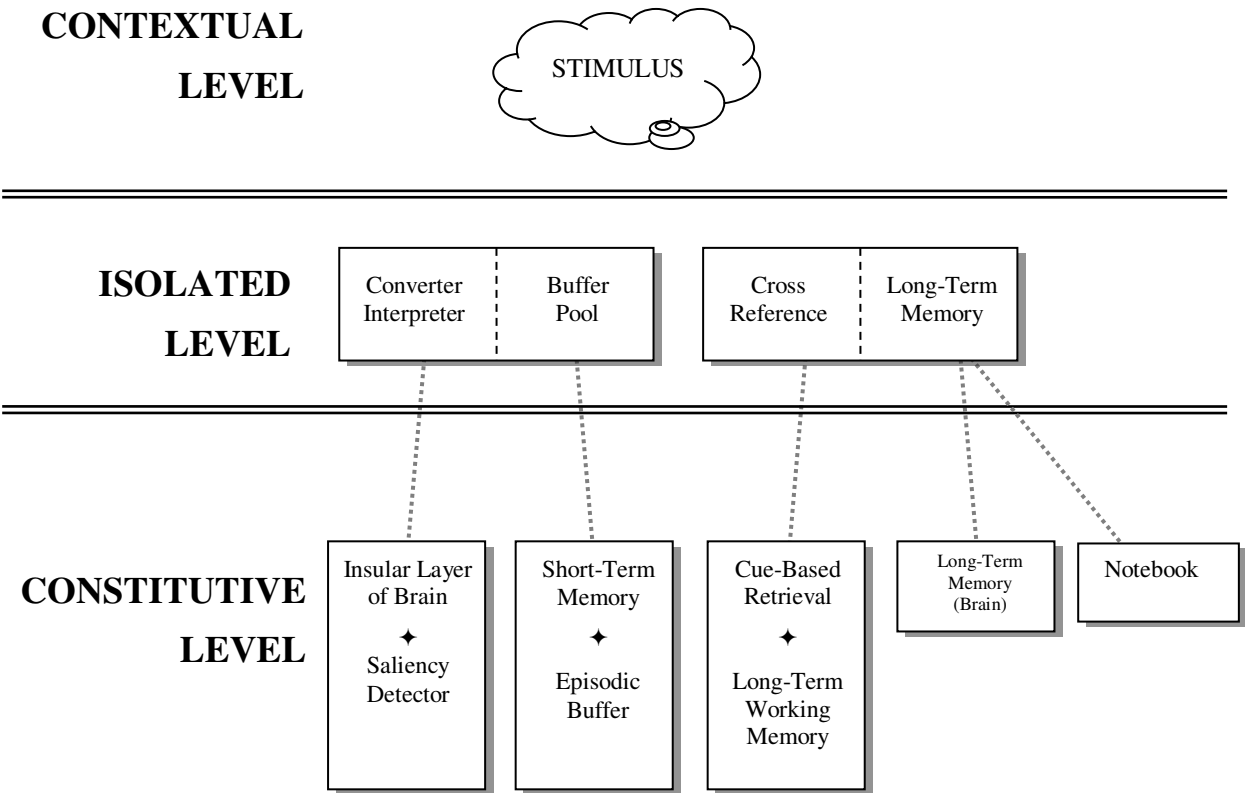 CONTEXTUAL
LEVEL
STIMULUS
ISOLATED
LEVEL
Converter
Interpreter
Buffer
Pool
Cross
Reference
Long-Term
Memory
CONSTITUTIVE
LEVEL
Insular Layer
of Brain
✦
Saliency
Detector
Short-Term
Memory
✦
Episodic
Buffer
Cue-Based
Retrieval
✦
Long-Term
Working
Memory
Long-Term
Memory
(Brain)
Notebook